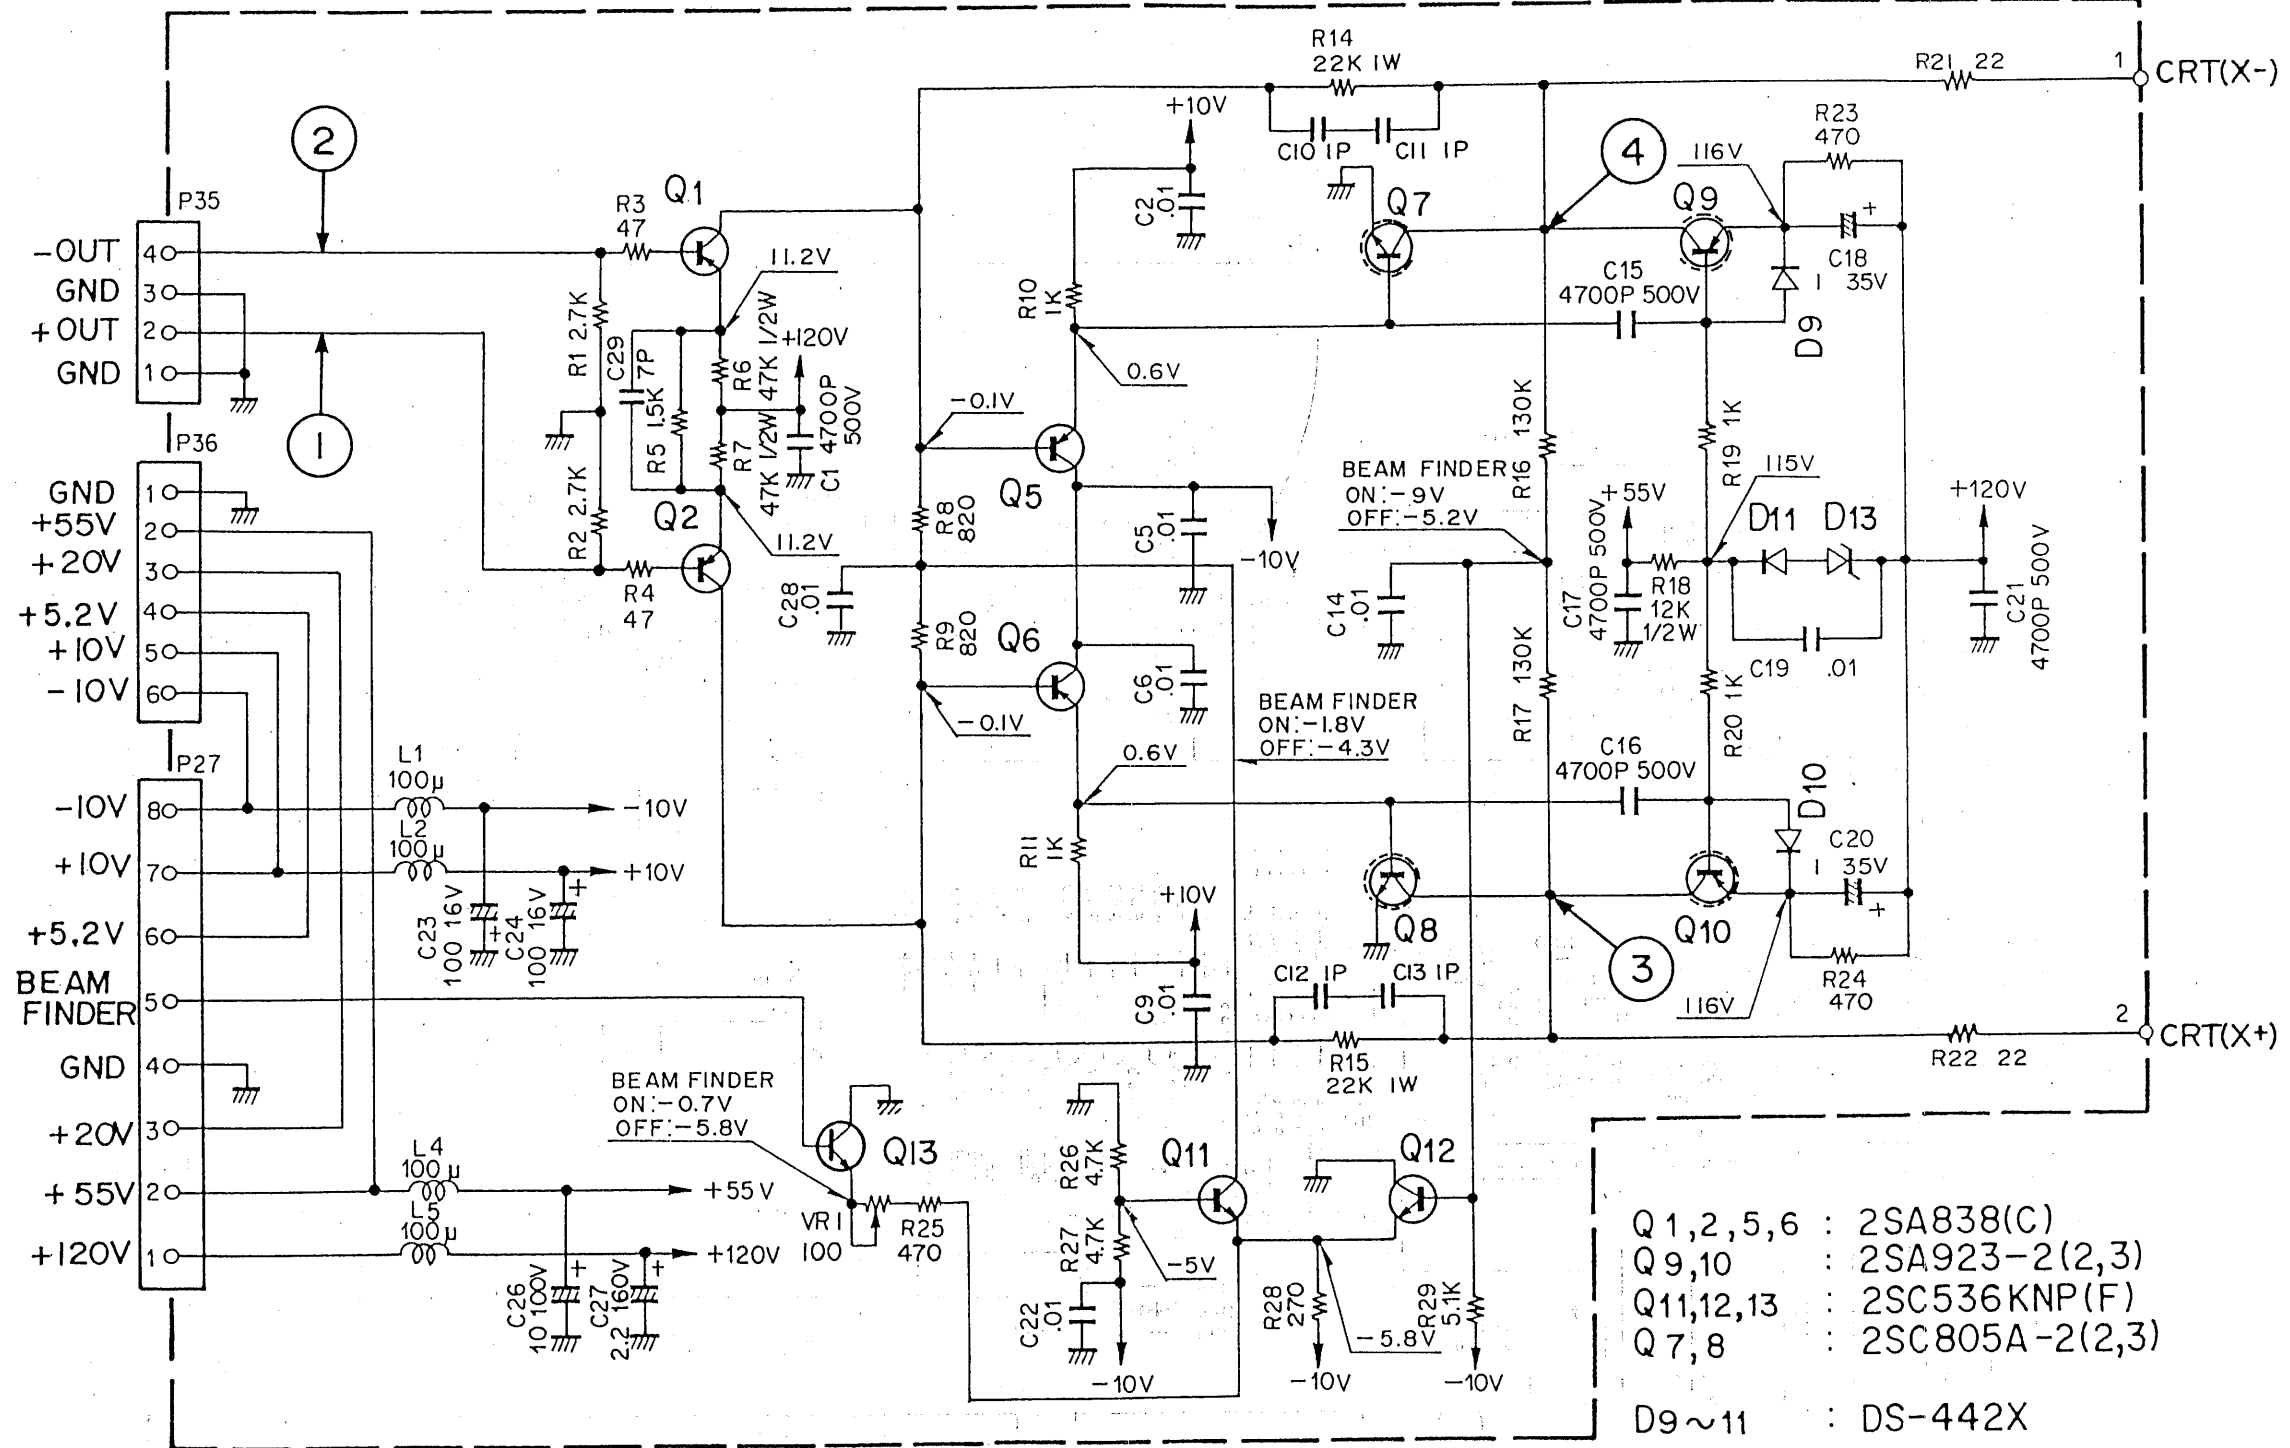 R14
22K 1W
R21 22
1
CRT(X-)
+10V
C10 1P
C11 1P
R23
470
2
4
116V
P35
Q1
Q7
Q9
R3
47
C2
.01
+
-OUT
4
GND
3
+OUT
2
GND
1
11.2V
C18
1 35V
C15
4700P 500V
R10
1K
R1 2.7K
C29
7P
R5 1.5K
R6
47K 1/2W
+120V
R7
47K 1/2W
C1 4700P
500V
D9
0.6V
-0.1V
1
P36
GND
1
+55V
2
+20V
3
+5.2V
4
+10V
5
-10V
6
R2 2.7K
Q2
11.2V
R4
47
R8
820
Q5
C5
.01
-10V
R16 130K
R19 1K
BEAM FINDER
ON:-9V
OFF:-5.2V
115V
+55V
D11
D13
+120V
C28
.01
C14
.01
C17
4700P 500V
R18
12K
1/2W
C19 .01
C21
4700P 500V
R9
820
Q6
C6
.01
-0.1V
BEAM FINDER
ON:-1.8V
OFF:-4.3V
R17 130K
R20 1K
0.6V
C16
4700P 500V
D10
P27
-10V
8
+10V
7
+5.2V
6
BEAM
FINDER
5
GND
4
+20V
3
+55V
2
+120V
1
L1
100μ
-10V
L2
100μ
+10V
C23
100 16V
+
C24
100 16V
+
R11
1K
+10V
C20
1 35V
+
Q8
Q10
3
R24
470
116V
C9
.01
C12 1P
C13 1P
R15
22K 1W
R22 22
2
CRT(X+)
BEAM FINDER
ON:-0.7V
OFF:-5.8V
Q13
L4
100μ
+55V
L5
100μ
+120V
C26
10 100V
+
C27
2.2 160V
+
VR1
100
R25
470
R26
4.7K
R27
4.7K
Q11
Q12
-5V
C22
.01
-10V
R28
270
-5.8V
-10V
R29
5.1K
-10V
Q1,2,5,6 : 2SA838(C)
Q9,10 : 2SA923-2(2,3)
Q11,12,13 : 2SC536KNP(F)
Q7,8 : 2SC805A-2(2,3)
D9~11 : DS-442X